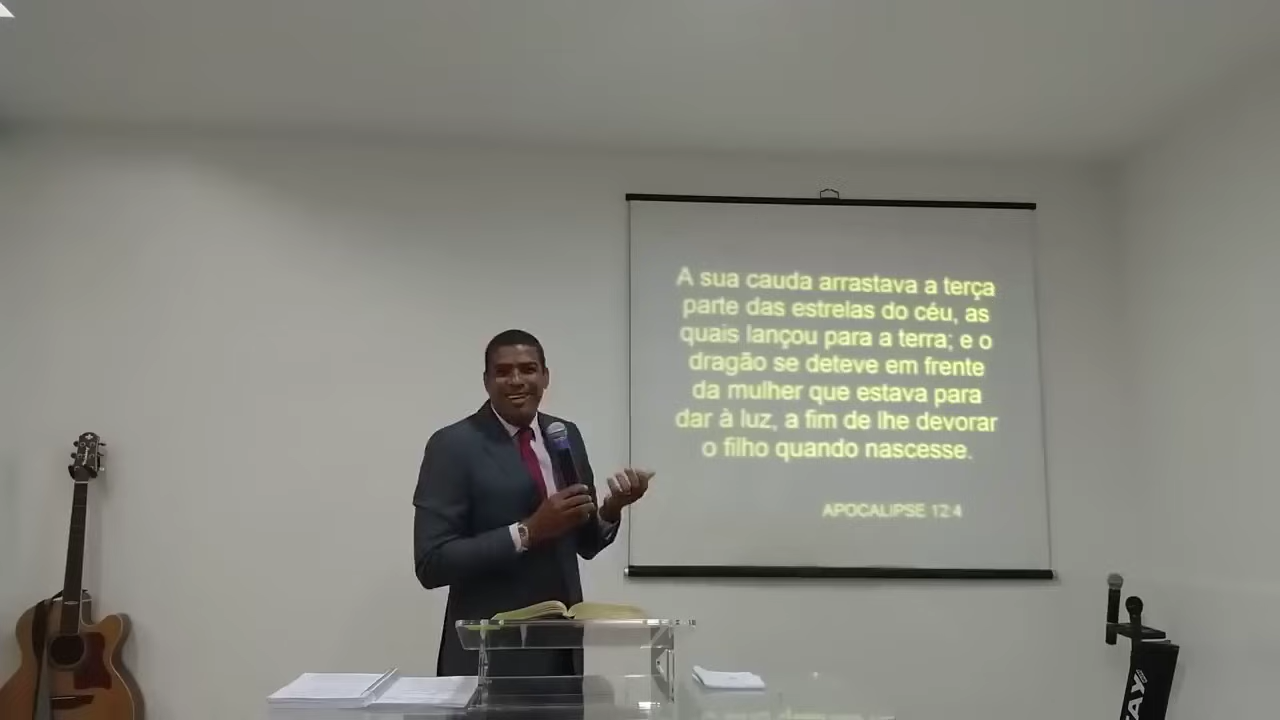 A sua cauda arrastava a terça
parte das estrelas do céu, as
quais lançou para a terra; e o
dragão se deteve em frente
da mulher que estava para
dar à luz, a fim de lhe devorar
o filho quando nascesse.
APOCALIPSE 12:4